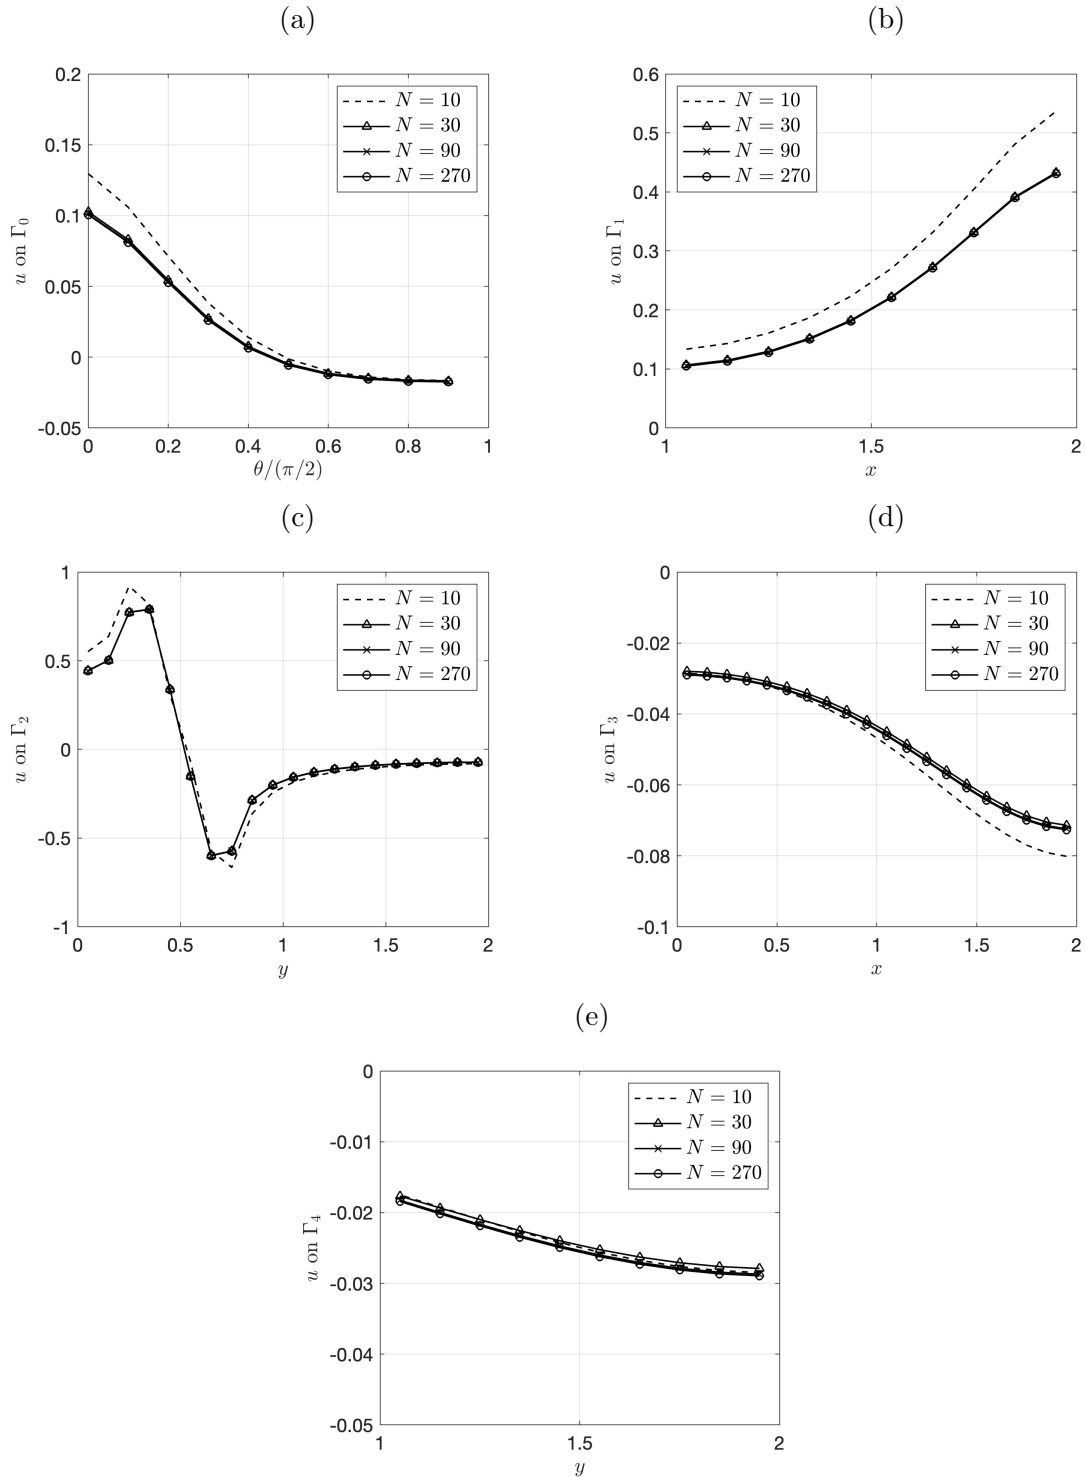 (a)
0.2
0.15
0.1
0.05
0
-0.05
u on Γ₀
0 0.2 0.4 0.6 0.8 1
θ/(π/2)
N = 10
N = 30
N = 90
N = 270
(b)
0.6
0.5
0.4
0.3
0.2
0.1
0
u on Γ₁
1 1.5 2
x
N = 10
N = 30
N = 90
N = 270
(c)
1
0.5
0
-0.5
-1
u on Γ₂
0 0.5 1 1.5 2
y
N = 10
N = 30
N = 90
N = 270
(d)
0
-0.02
-0.04
-0.06
-0.08
-0.1
u on Γ₃
0 0.5 1 1.5 2
x
N = 10
N = 30
N = 90
N = 270
(e)
0
-0.01
-0.02
-0.03
-0.04
-0.05
u on Γ₄
1 1.5 2
y
N = 10
N = 30
N = 90
N = 270